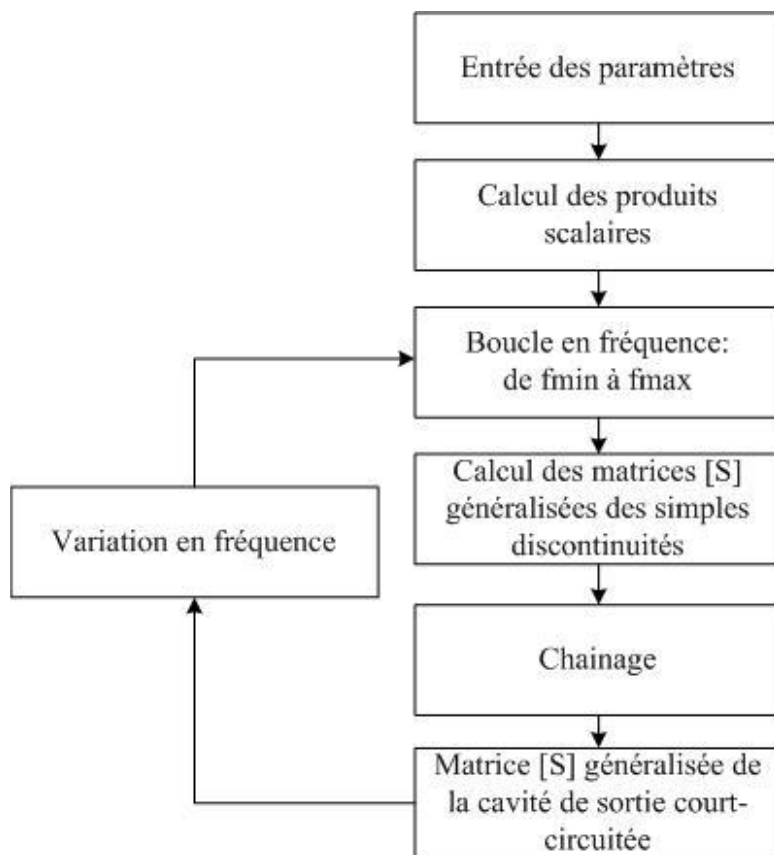 Entrée des paramètres
Calcul des produits
scalaires
Boucle en fréquence:
de fmin à fmax
Calcul des matrices [S]
généralisées des simples
discontinuités
Variation en fréquence
Chainage
Matrice [S] généralisée de
la cavité de sortie court-
circuitée